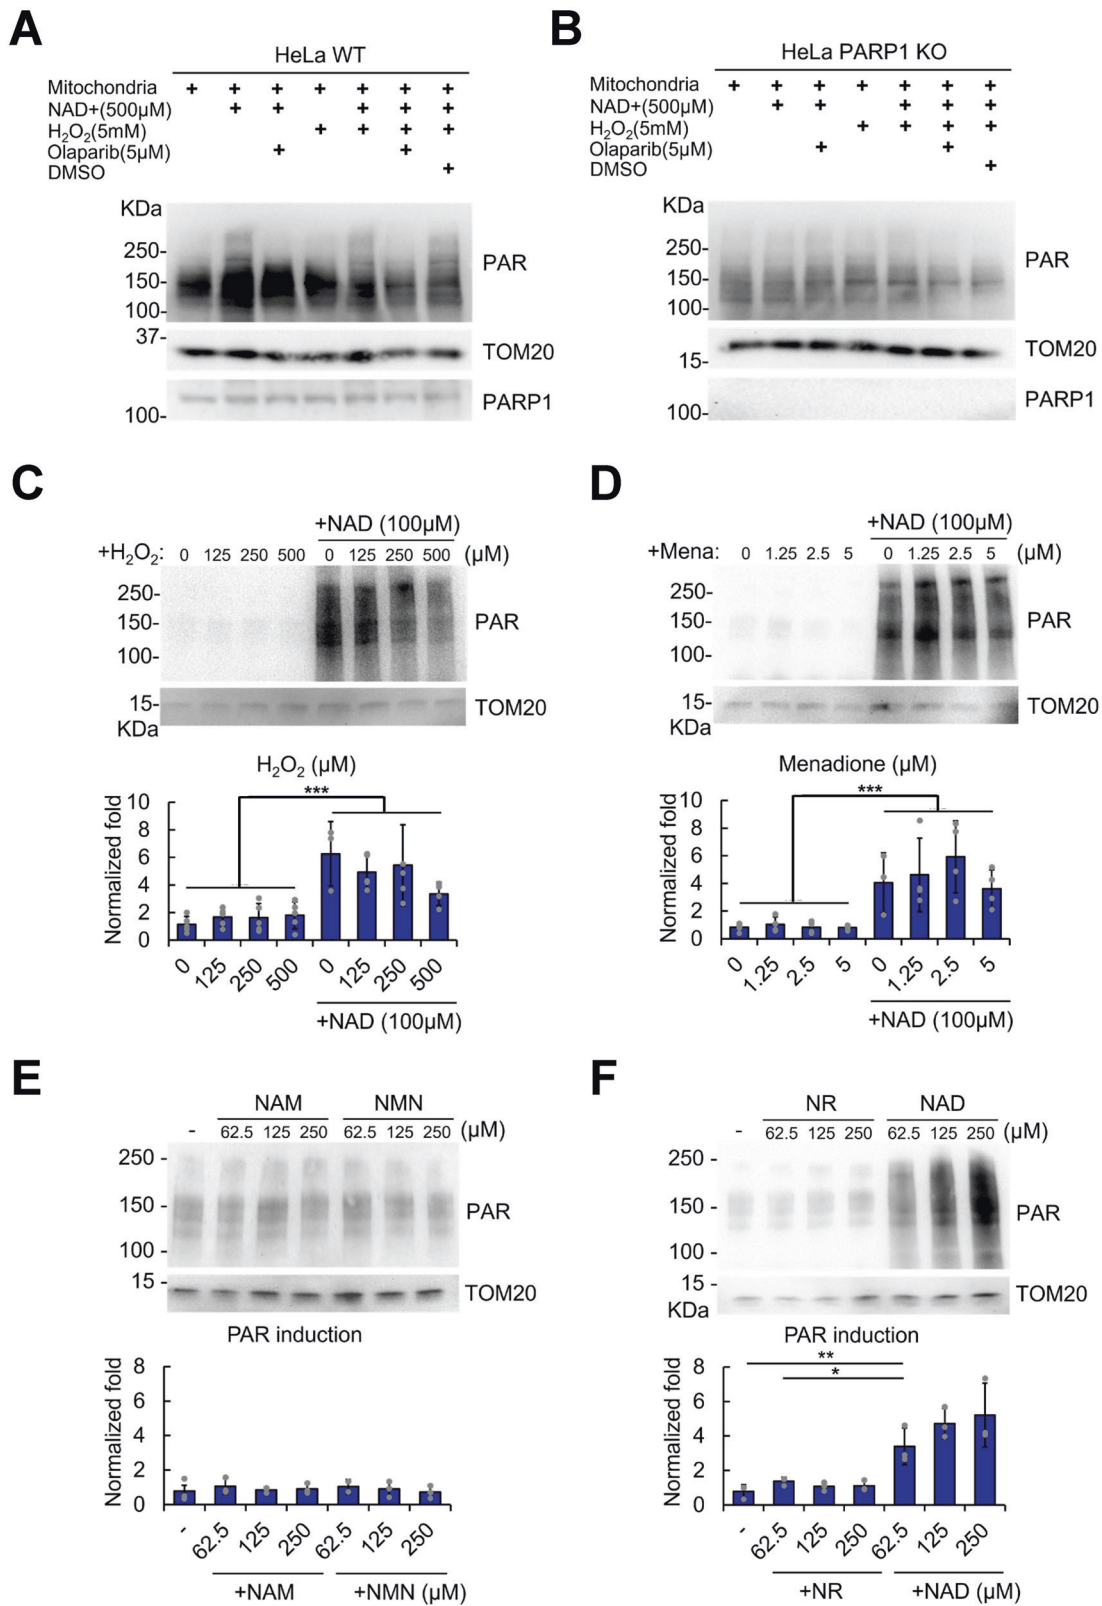 A
HeLa WT
Mitochondria + + + + + + +
NAD+(500µM) + + + + +
H2O2(5mM) + + + +
Olaparib(5µM) + +
DMSO +
KDa
250-
150-
100-
PAR
37-
TOM20
100-
PARP1
B
HeLa PARP1 KO
Mitochondria + + + + + + +
NAD+(500µM) + + + + +
H2O2(5mM) + + + +
Olaparib(5µM) + +
DMSO +
KDa
250-
150-
100-
PAR
15-
TOM20
100-
PARP1
C
+NAD (100µM)
+H2O2: 0 125 250 500 0 125 250 500 (µM)
250-
150-
100-
PAR
15-
KDa
TOM20
H2O2 (µM)
***
Normalized fold
10
8
6
4
2
0
0 125 250 500 0 125 250 500
+NAD (100µM)
D
+NAD (100µM)
+Mena: 0 1.25 2.5 5 0 1.25 2.5 5 (µM)
250-
150-
100-
PAR
15-
KDa
TOM20
Menadione (µM)
***
Normalized fold
10
8
6
4
2
0
0 1.25 2.5 5 0 1.25 2.5 5
+NAD (100µM)
E
NAM NMN
- 62.5 125 250 62.5 125 250 (µM)
250 -
150 -
100 -
PAR
15 -
TOM20
PAR induction
Normalized fold
8
6
4
2
0
- 62.5 125 250 62.5 125 250
+NAM +NMN (µM)
F
NR NAD
- 62.5 125 250 62.5 125 250 (µM)
250 -
150 -
100 -
PAR
15 -
KDa
TOM20
PAR induction
**
*
Normalized fold
8
6
4
2
0
- 62.5 125 250 62.5 125 250
+NR +NAD (µM)